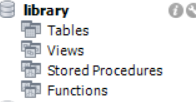 library
Tables
Views
Stored Procedures
Functions